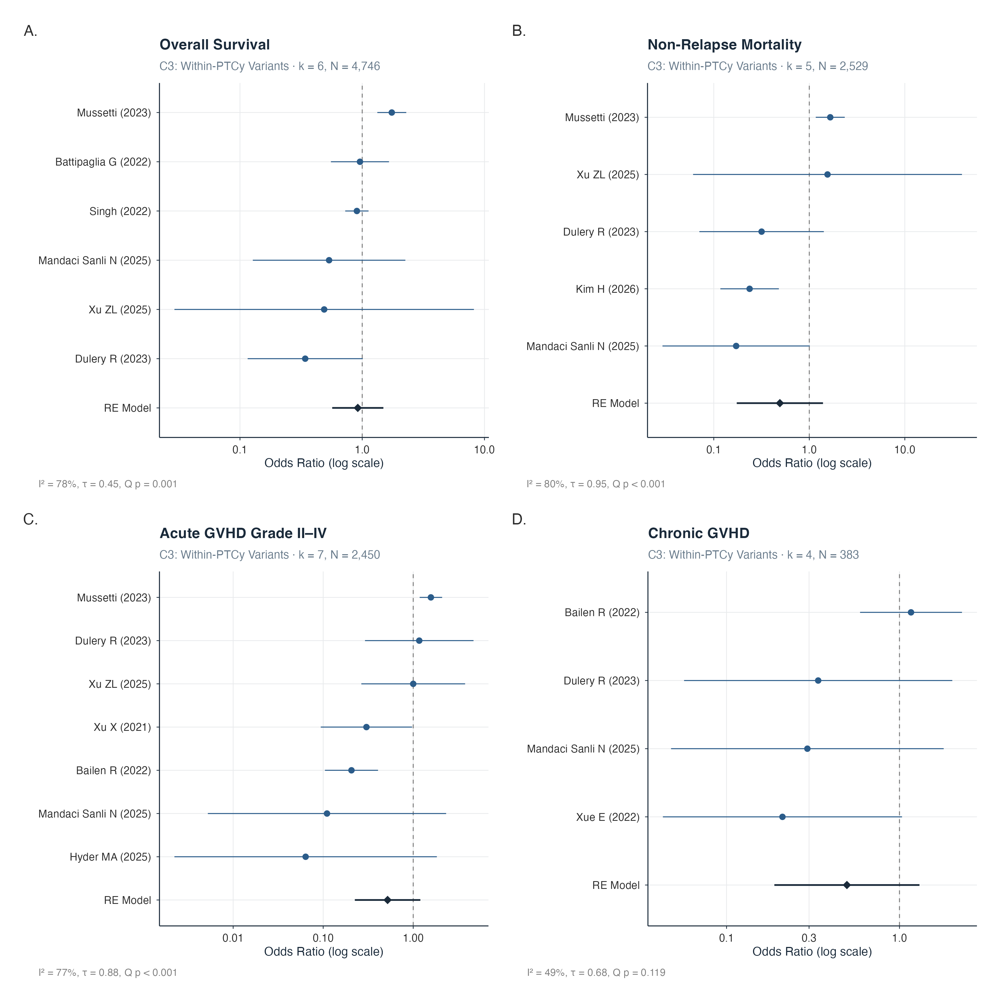 A.
Overall Survival
C3: Within-PTCy Variants · k = 6, N = 4,746
Mussetti (2023)
Battipaglia G (2022)
Singh (2022)
Mandaci Sanli N (2025)
Xu ZL (2025)
Dulery R (2023)
RE Model
0.1 1.0 10.0
Odds Ratio (log scale)
I² = 78%, τ = 0.45, Q p = 0.001
B.
Non-Relapse Mortality
C3: Within-PTCy Variants · k = 5, N = 2,529
Mussetti (2023)
Xu ZL (2025)
Dulery R (2023)
Kim H (2026)
Mandaci Sanli N (2025)
RE Model
0.1 1.0 10.0
Odds Ratio (log scale)
I² = 80%, τ = 0.95, Q p < 0.001
C.
Acute GVHD Grade II–IV
C3: Within-PTCy Variants · k = 7, N = 2,450
Mussetti (2023)
Dulery R (2023)
Xu ZL (2025)
Xu X (2021)
Bailen R (2022)
Mandaci Sanli N (2025)
Hyder MA (2025)
RE Model
0.01 0.10 1.00
Odds Ratio (log scale)
I² = 77%, τ = 0.88, Q p < 0.001
D.
Chronic GVHD
C3: Within-PTCy Variants · k = 4, N = 383
Bailen R (2022)
Dulery R (2023)
Mandaci Sanli N (2025)
Xue E (2022)
RE Model
0.1 0.3 1.0
Odds Ratio (log scale)
I² = 49%, τ = 0.68, Q p = 0.119